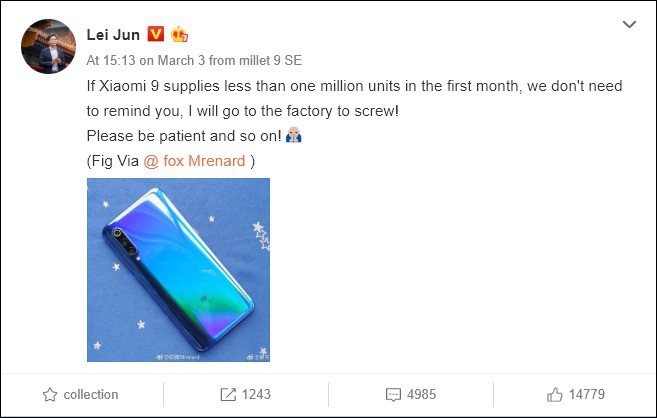 Lei Jun
At 15:13 on March 3 from millet 9 SE
If Xiaomi 9 supplies less than one million units in the first month, we don't need
to remind you, I will go to the factory to screw!
Please be patient and so on!
(Fig Via @ fox Mrenard )
collection
1243
4985
14779